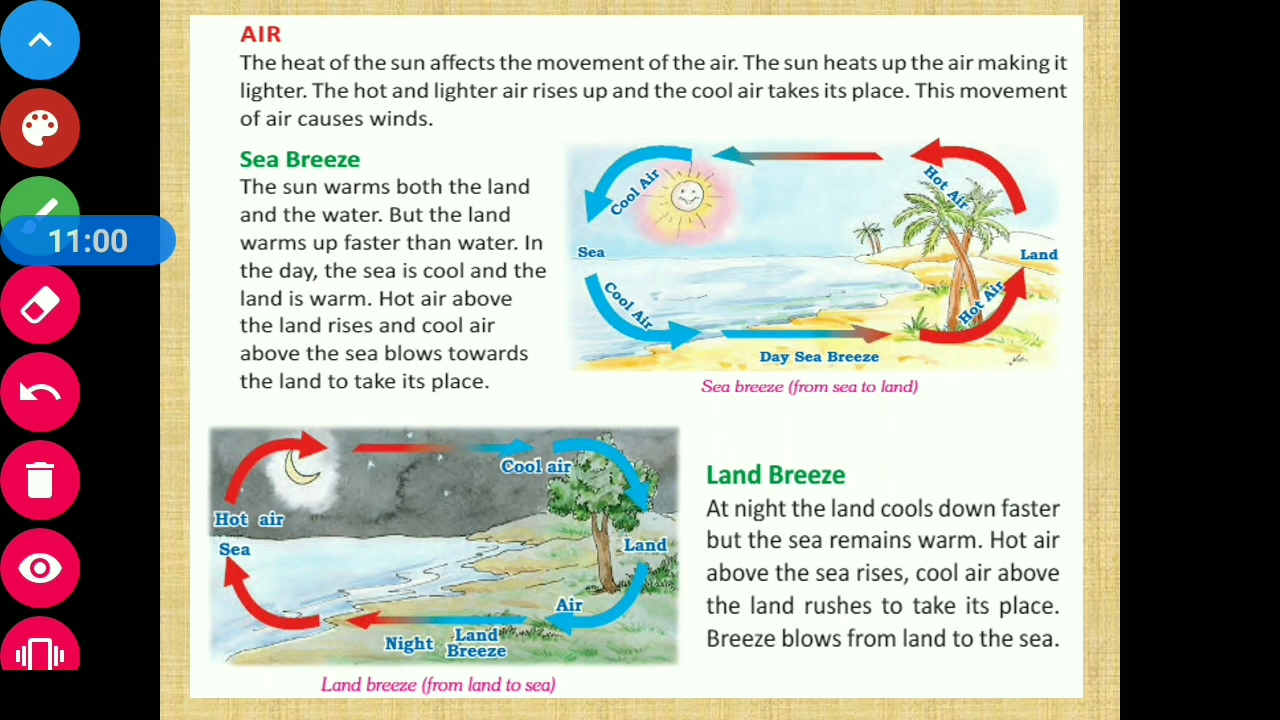 11:00
AIR
The heat of the sun affects the movement of the air. The sun heats up the air making it
lighter. The hot and lighter air rises up and the cool air takes its place. This movement
of air causes winds.
Sea Breeze
The sun warms both the land
and the water. But the land
warms up faster than water. In
the day, the sea is cool and the
land is warm. Hot air above
the land rises and cool air
above the sea blows towards
the land to take its place.
Cool Air
Hot Air
Sea
Land
Cool Air
Hot Air
Day Sea Breeze
Sea breeze (from sea to land)
Cool air
Hot air
Sea
Land
Air
Night Land Breeze
Land breeze (from land to sea)
Land Breeze
At night the land cools down faster
but the sea remains warm. Hot air
above the sea rises, cool air above
the land rushes to take its place.
Breeze blows from land to the sea.